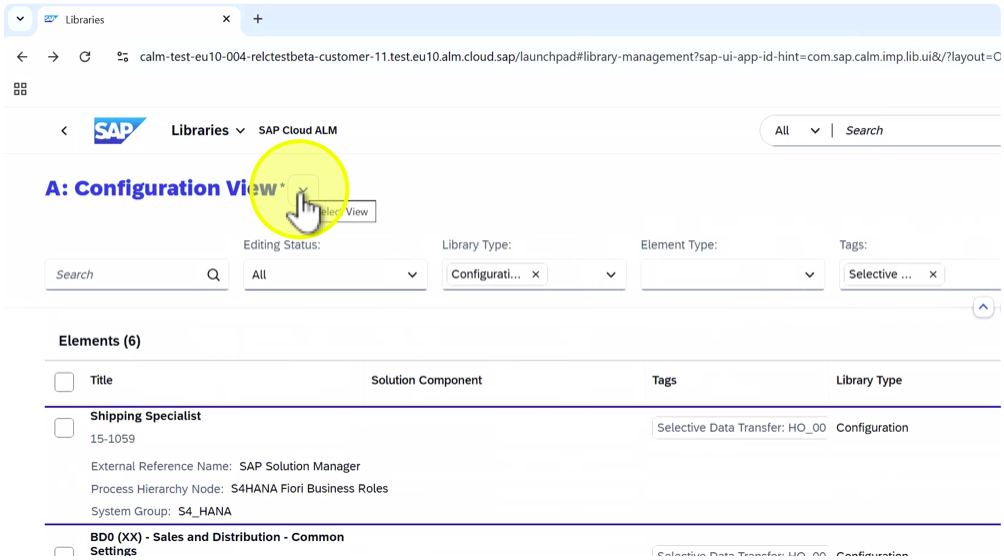 Libraries
calm-test-eu10-004-relctestbeta-customer-11.test.eu10.alm.cloud.sap/launchpad#library-management?sap-ui-app-id-hint=com.sap.calm.imp.lib.ui&/?layout=O
SAP Libraries SAP Cloud ALM All Search
A: Configuration View *
View
Editing Status: Library Type: Element Type: Tags:
Search All Configurati... Selective ...
Elements (6)
Title Solution Component Tags Library Type
Shipping Specialist
15-1059 Selective Data Transfer: HO_00 Configuration
External Reference Name: SAP Solution Manager
Process Hierarchy Node: S4HANA Fiori Business Roles
System Group: S4_HANA
BD0 (XX) - Sales and Distribution - Common
Settings
Selective Data Transfer: HO_00 Configuration